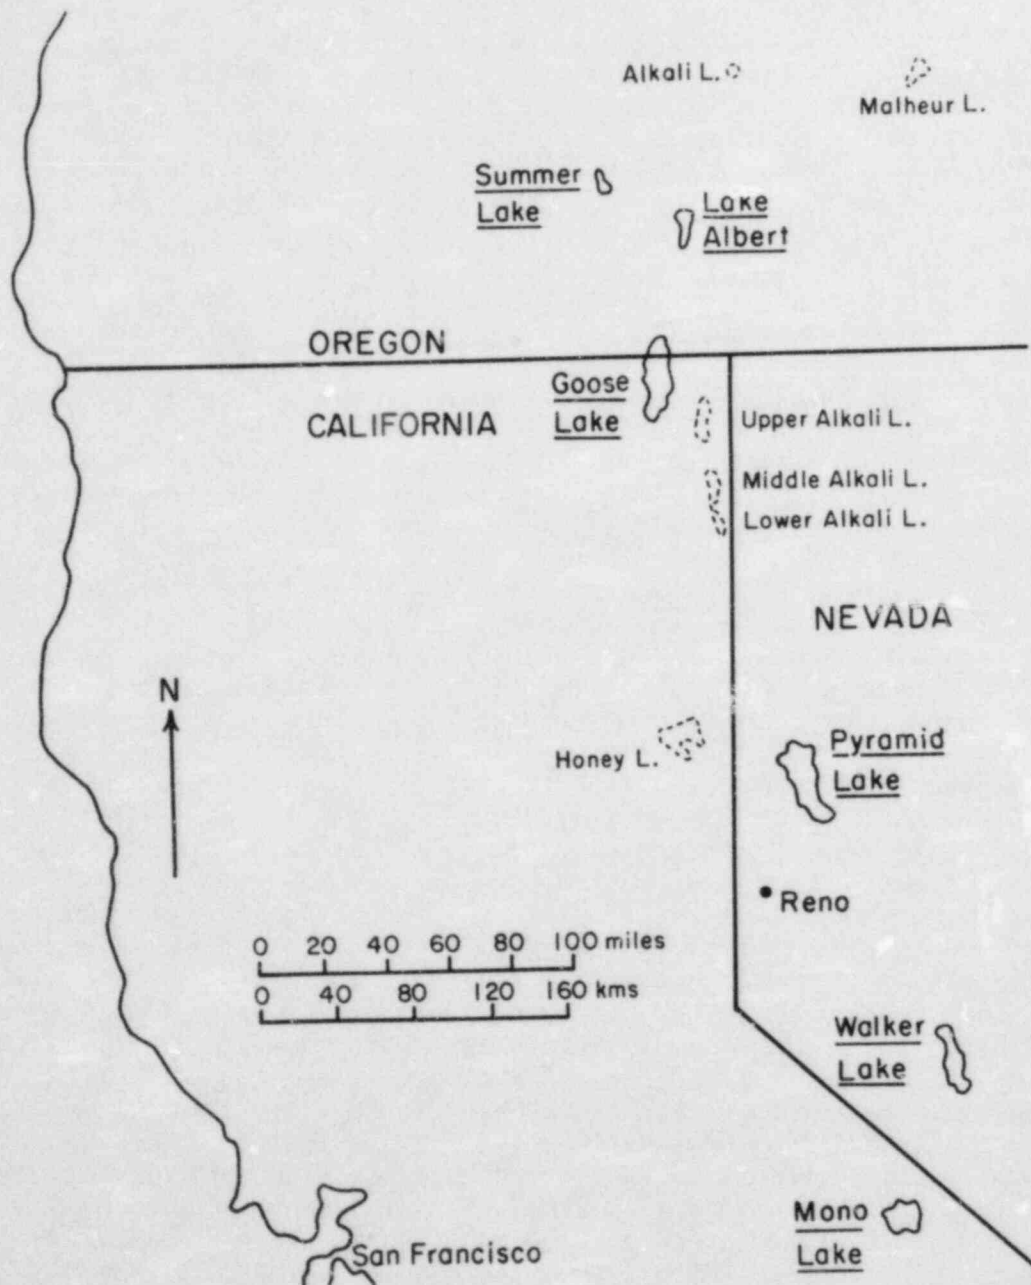 Alkali L.
Malheur L.
Summer
Lake
Lake
Albert
OREGON
Goose
Lake
CALIFORNIA
Upper Alkali L.
Middle Alkali L.
Lower Alkali L.
NEVADA
N
Honey L.
Pyramid
Lake
Reno
0 20 40 60 80 100 miles
0 40 80 120 160 kms
Walker
Lake
Mono
Lake
San Francisco